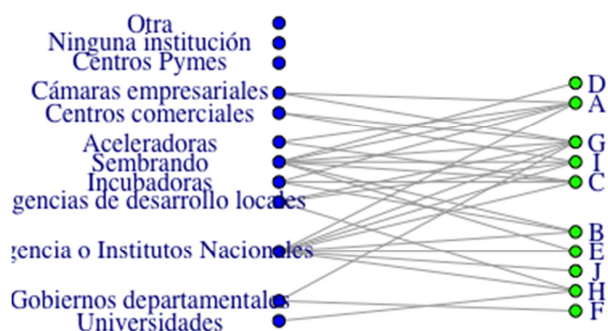 Otra
Ninguna institución
Centros Pymes
Cámaras empresariales
Centros comerciales
Aceleradoras
Sembrando
Incubadoras
gencias de desarrollo locales
gencia o Institutos Nacionales
Gobiernos departamentales
Universidades
D
A
G
I
C
B
E
J
H
F